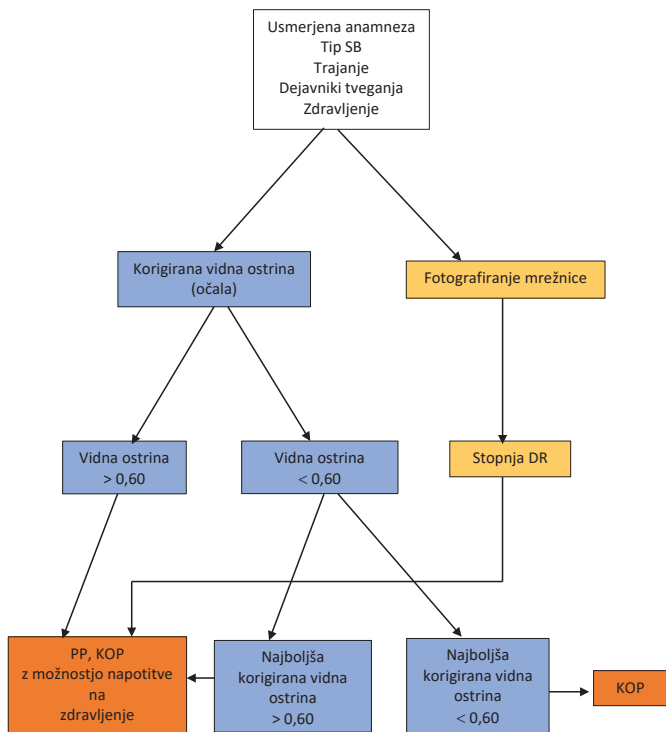 Usmerjena anamneza
Tip SB
Trajanje
Dejavniki tveganja
Zdravljenje
Korigirana vidna ostrina
(očala)
Fotografiranje mrežnice
Vidna ostrina
> 0,60
Vidna ostrina
< 0,60
Stopnja DR
PP, KOP
z možnostjo napotitve
na
zdravljenje
Najboljša
korigirana vidna
ostrina
> 0,60
Najboljša
korigirana vidna
ostrina
< 0,60
KOP